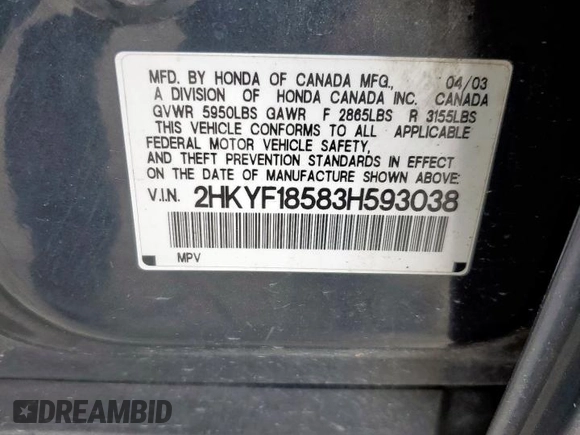 MFD. BY HONDA OF CANADA MFG., 04/03
A DIVISION OF HONDA CANADA INC. CANADA
GVWR 5950LBS GAWR F 2865LBS R 3155LBS
THIS VEHICLE CONFORMS TO ALL APPLICABLE
FEDERAL MOTOR VEHICLE SAFETY,
AND THEFT PREVENTION STANDARDS IN EFFECT
ON THE DATE OF MANUFACTURE SHOWN ABOVE.
V.I.N. 2HKYF18583H593038
MPV
DREAMBID